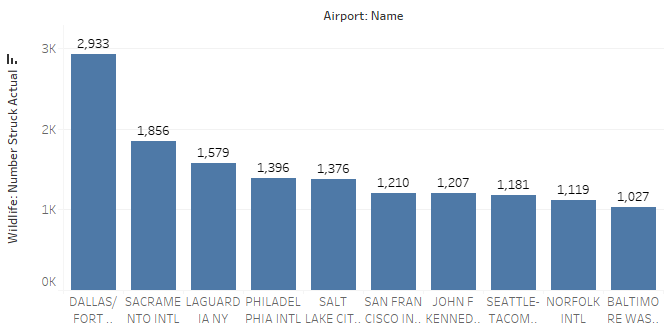 Airport: Name
Wildlife: Number Struck Actual
3K
2K
1K
0K
2,933
1,856
1,579
1,396
1,376
1,210
1,207
1,181
1,119
1,027
DALLAS/
FORT ..
SACRAME
NTO INTL
LAGUARD
IA NY
PHILADEL
PHIA INTL
SALT
LAKE CIT..
SAN FRAN
CISCO IN..
JOHN F
KENNED..
SEATTLE-
TACOM..
NORFOLK
INTL
BALTIMO
RE WAS..